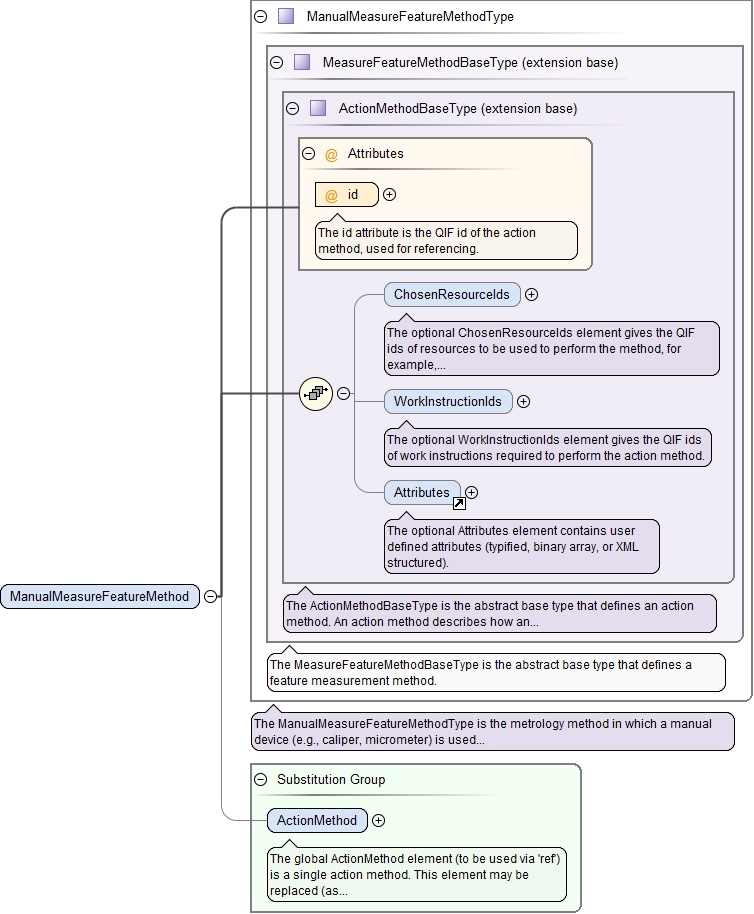 ManualMeasureFeatureMethodType
MeasureFeatureMethodBaseType (extension base)
ActionMethodBaseType (extension base)
@ Attributes
@ id
The id attribute is the QIF id of the action
method, used for referencing.
ChosenResourceIds
The optional ChosenResourceIds element gives the QIF
ids of resources to be used to perform the method, for
example,...
WorkInstructionIds
The optional WorkInstructionIds element gives the QIF ids
of work instructions required to perform the action method.
Attributes
The optional Attributes element contains user
defined attributes (typified, binary array, or XML
structured).
ManualMeasureFeatureMethod
The ActionMethodBaseType is the abstract base type that defines an action
method. An action method describes how an...
The MeasureFeatureMethodBaseType is the abstract base type that defines a
feature measurement method.
The ManualMeasureFeatureMethodType is the metrology method in which a manual
device (e.g., caliper, micrometer) is used...
Substitution Group
ActionMethod
The global ActionMethod element (to be used via 'ref')
is a single action method. This element may be
replaced (as...